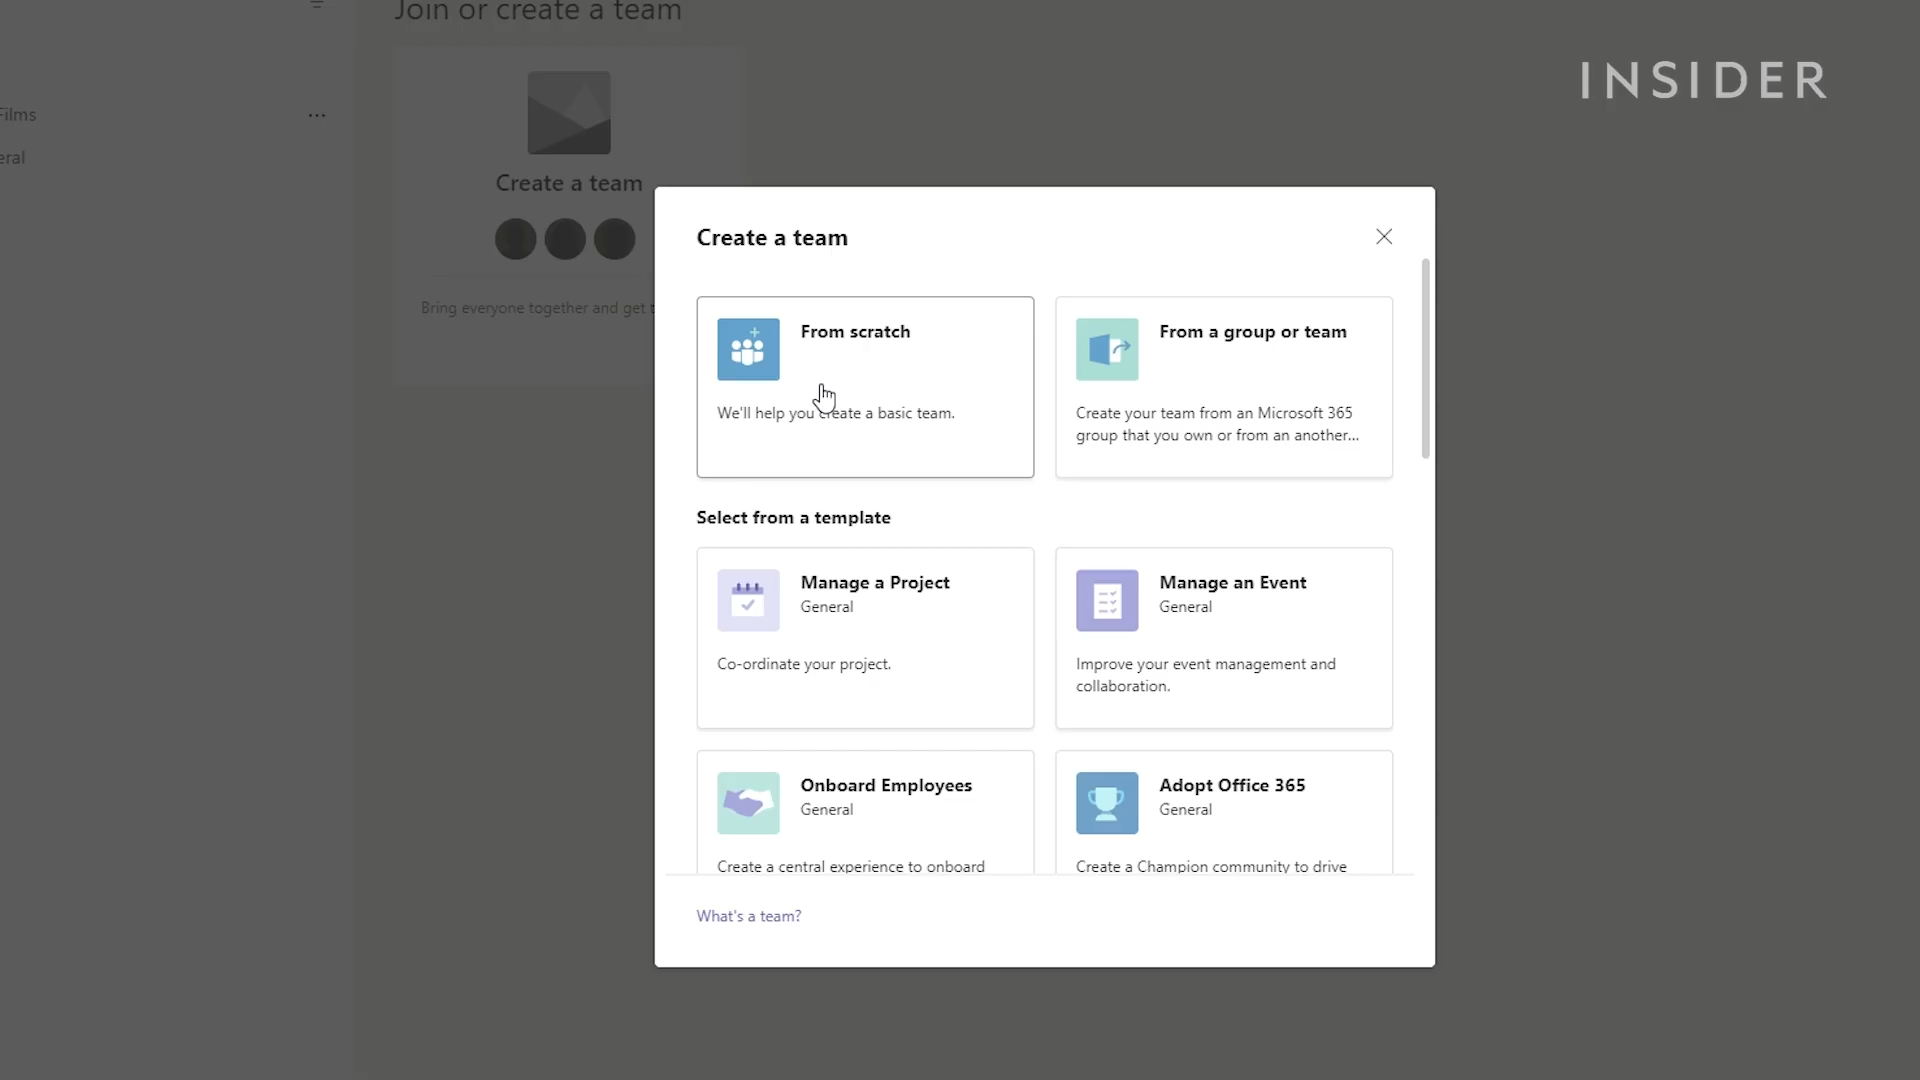 Join or create a team
INSIDER
Films
...
eral
Create a team
Bring everyone together and get t
Create a team
From scratch
We'll help you create a basic team.
From a group or team
Create your team from an Microsoft 365
group that you own or from an another...
Select from a template
Manage a Project
General
Co-ordinate your project.
Manage an Event
General
Improve your event management and
collaboration.
Onboard Employees
General
Create a central experience to onboard
Adopt Office 365
General
Create a Champion community to drive
What's a team?